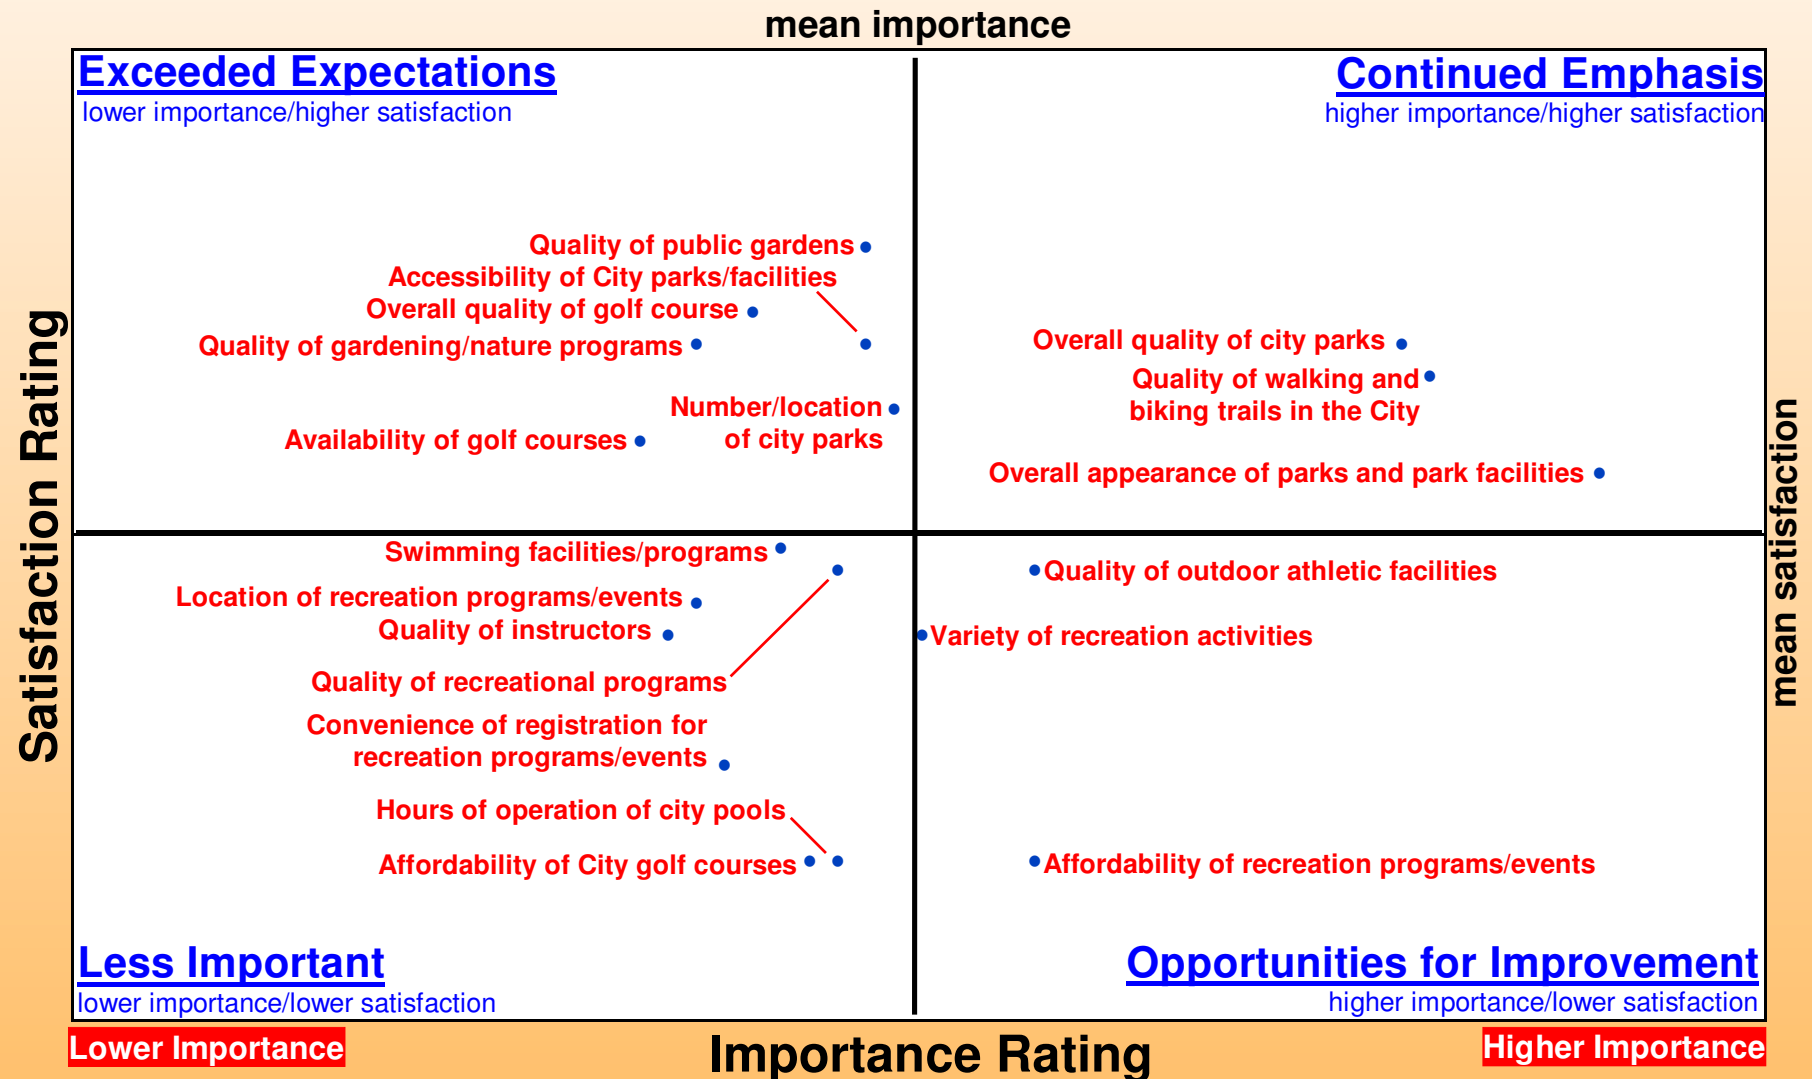 mean importance
Exceeded Expectations
lower importance/higher satisfaction
Continued Emphasis
higher importance/higher satisfaction
Quality of public gardens
Accessibility of City parks/facilities
Overall quality of golf course
Quality of gardening/nature programs
Number/location
of city parks
Availability of golf courses
Overall quality of city parks
Quality of walking and
biking trails in the City
Overall appearance of parks and park facilities
Satisfaction Rating
mean satisfaction
Swimming facilities/programs
Location of recreation programs/events
Quality of instructors
Quality of recreational programs
Convenience of registration for
recreation programs/events
Hours of operation of city pools
Affordability of City golf courses
Quality of outdoor athletic facilities
Variety of recreation activities
Affordability of recreation programs/events
Less Important
lower importance/lower satisfaction
Opportunities for Improvement
higher importance/lower satisfaction
Lower Importance
Importance Rating
Higher Importance